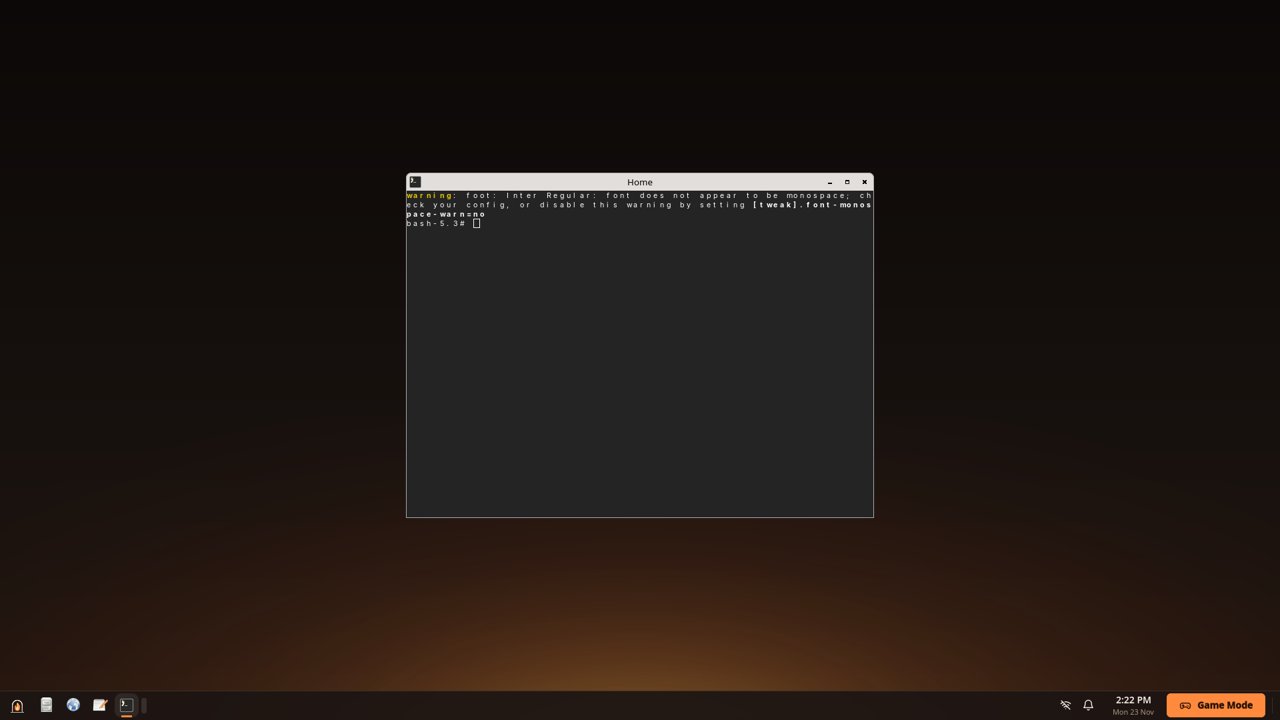 Home
warning: foot: Inter Regular: font does not appear to be monospace; ch
eck your config, or disable this warning by setting [tweak].font-monos
pace-warn=no
bash-5.3#
2:22 PM
Mon 23 Nov
Game Mode